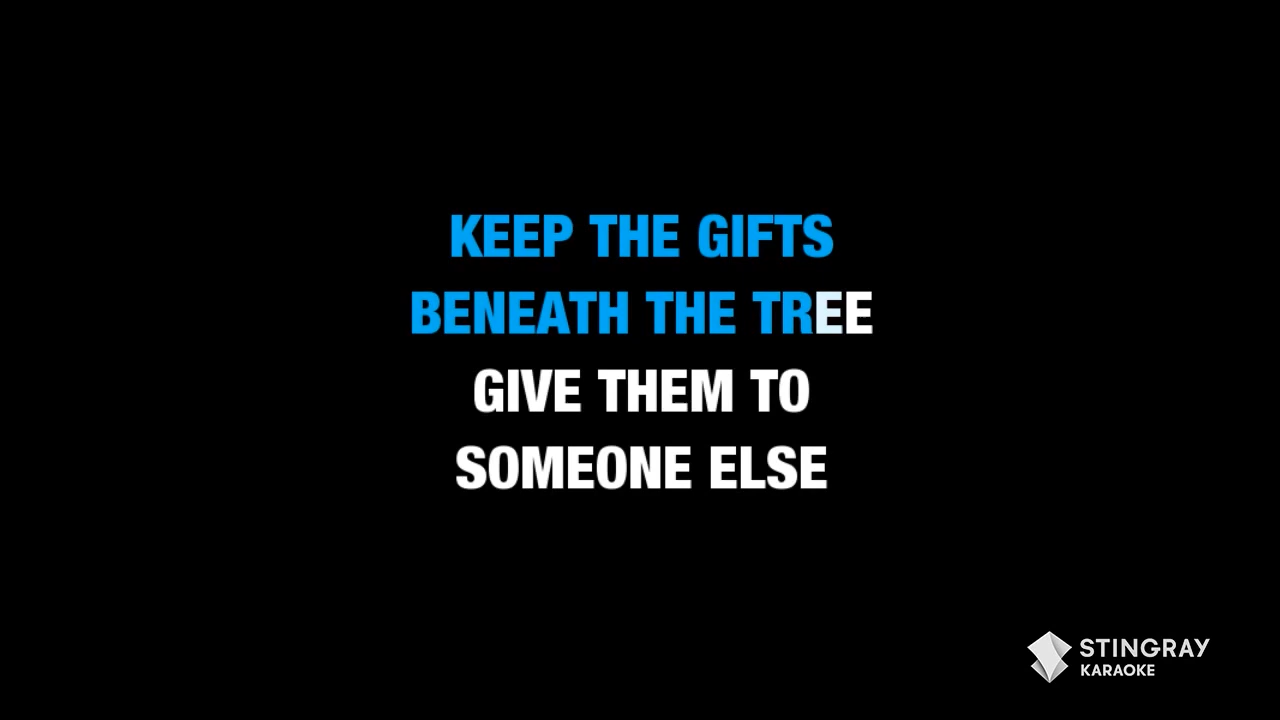 KEEP THE GIFTS
BENEATH THE TREE
GIVE THEM TO
SOMEONE ELSE
STINGRAY
KARAOKE